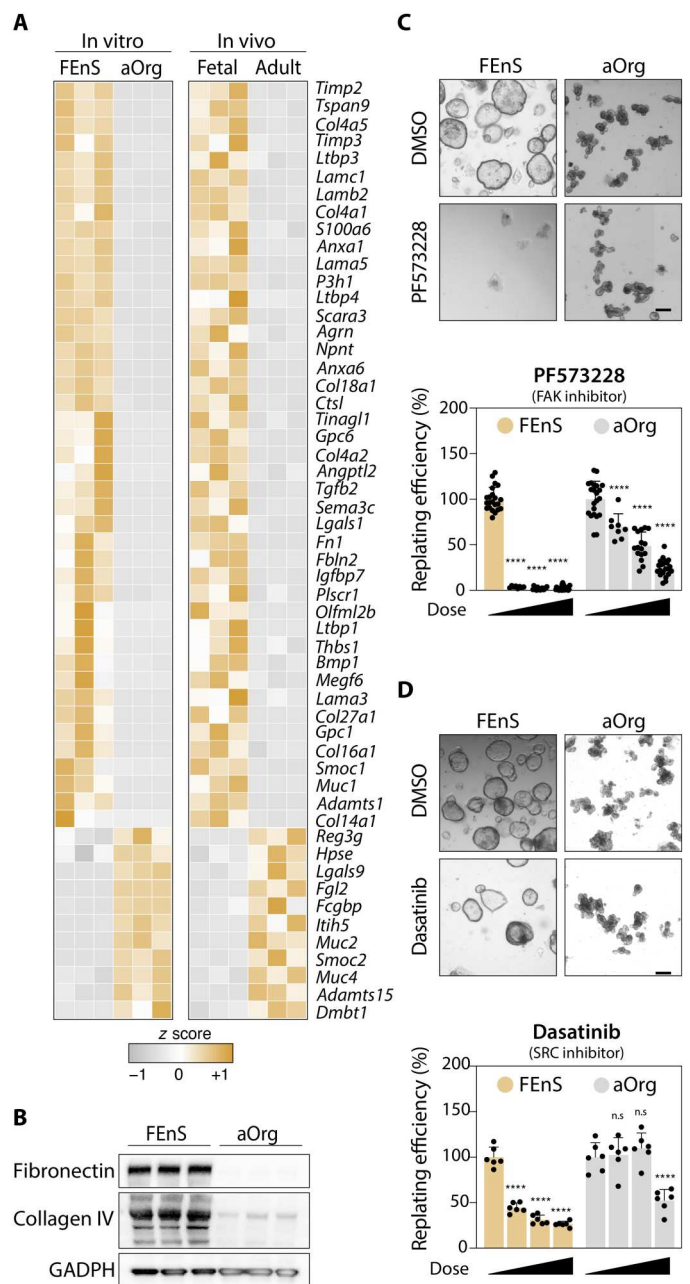 A
In vitro
In vivo
FEnS aOrg
Fetal Adult
Timp2
Tspan9
Col4a5
Timp3
Ltbp3
Lamc1
Lamb2
Col4a1
S100a6
Anxa1
Lama5
P3h1
Ltbp4
Scara3
Agrn
Npnt
Anxa6
Col18a1
Ctsl
Tinagl1
Gpc6
Col4a2
Angptl2
Tgfb2
Sema3c
Lgals1
Fn1
Fbln2
Igfbp7
Plscr1
Olfml2b
Ltbp1
Thbs1
Bmp1
Megf6
Lama3
Col27a1
Gpc1
Col16a1
Smoc1
Muc1
Adamts1
Col14a1
Reg3g
Hpse
Lgals9
Fgl2
Fcgbp
Itih5
Muc2
Smoc2
Muc4
Adamts15
Dmbt1
z score
−1 0 +1
B
FEnS aOrg
Fibronectin
Collagen IV
GADPH
C
FEnS aOrg
DMSO
PF573228
PF573228
(FAK inhibitor)
Replating efficiency (%)
200
150
100
50
0
FEnS aOrg
**** **** ****
**** **** ****
Dose
D
FEnS aOrg
DMSO
Dasatinib
Dasatinib
(SRC inhibitor)
Replating efficiency (%)
200
150
100
50
0
FEnS aOrg
**** **** ****
n.s n.s ****
Dose